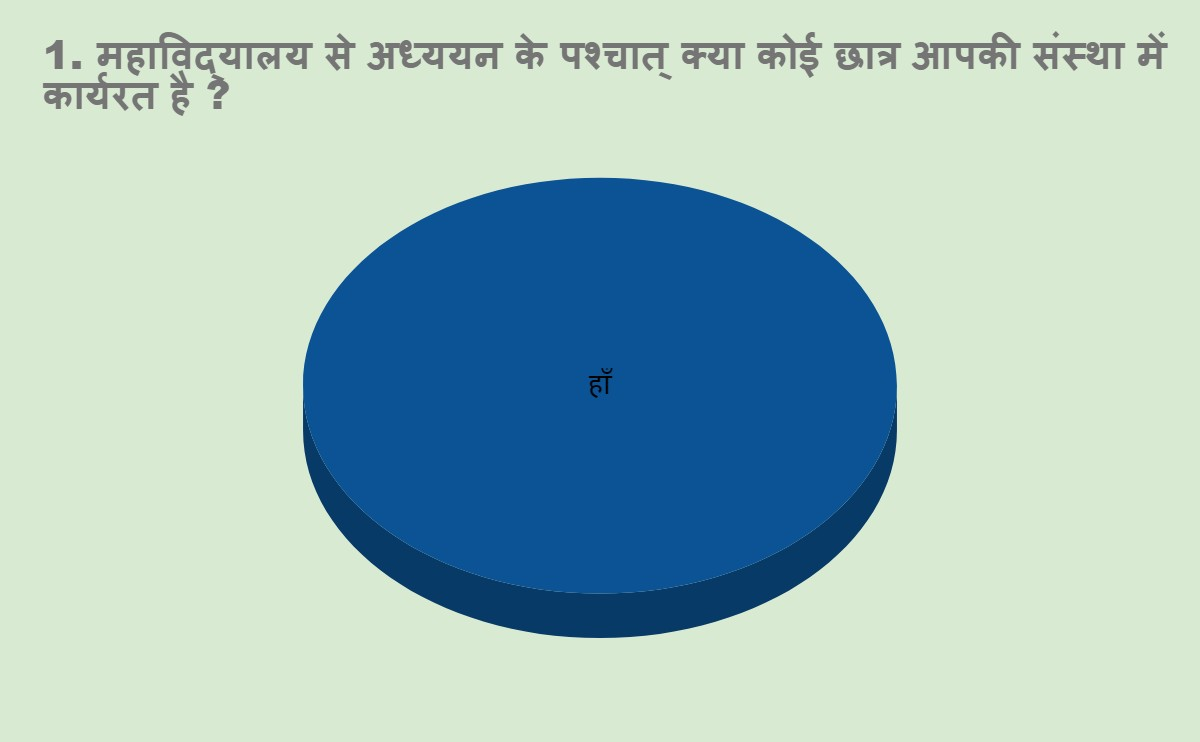 1. महाविद्यालय से अध्ययन के पश्चात् क्या कोई छात्र आपकी संस्था में
कार्यरत है ?
हॉ